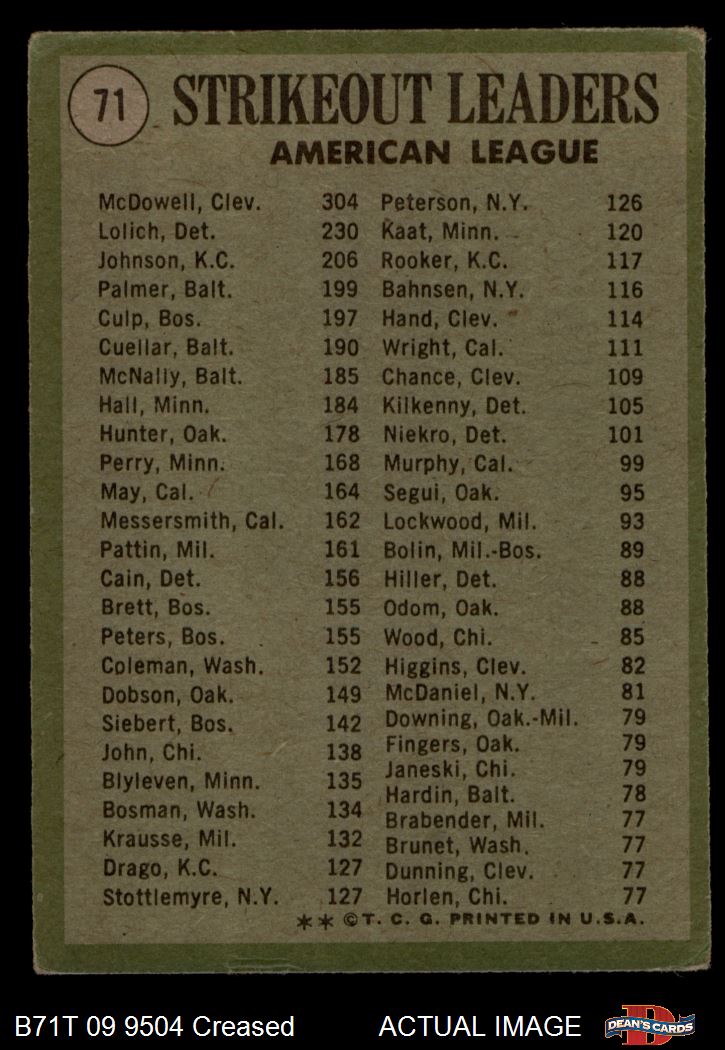 71 STRIKEOUT LEADERS
AMERICAN LEAGUE
McDowell, Clev. 304
Lolich, Det. 230
Johnson, K.C. 206
Palmer, Balt. 199
Culp, Bos. 197
Cuellar, Balt. 190
McNally, Balt. 185
Hall, Minn. 184
Hunter, Oak. 178
Perry, Minn. 168
May, Cal. 164
Messersmith, Cal. 162
Pattin, Mil. 161
Cain, Det. 156
Brett, Bos. 155
Peters, Bos. 155
Coleman, Wash. 152
Dobson, Oak. 149
Siebert, Bos. 142
John, Chi. 138
Blyleven, Minn. 135
Bosman, Wash. 134
Krausse, Mil. 132
Drago, K.C. 127
Stottlemyre, N.Y. 127
Peterson, N.Y. 126
Kaat, Minn. 120
Rooker, K.C. 117
Bahnsen, N.Y. 116
Hand, Clev. 114
Wright, Cal. 111
Chance, Clev. 109
Kilkenny, Det. 105
Niekro, Det. 101
Murphy, Cal. 99
Segui, Oak. 95
Lockwood, Mil. 93
Bolin, Mil.-Bos. 89
Hiller, Det. 88
Odom, Oak. 88
Wood, Chi. 85
Higgins, Clev. 82
McDaniel, N.Y. 81
Downing, Oak.-Mil. 79
Fingers, Oak. 79
Janeski, Chi. 79
Hardin, Balt. 78
Brabender, Mil. 77
Brunet, Wash. 77
Dunning, Clev. 77
Horlen, Chi. 77
** ©T. C. G. PRINTED IN U.S.A.
B71T 09 9504 Creased ACTUAL IMAGE
D
DEAN'S CARDS